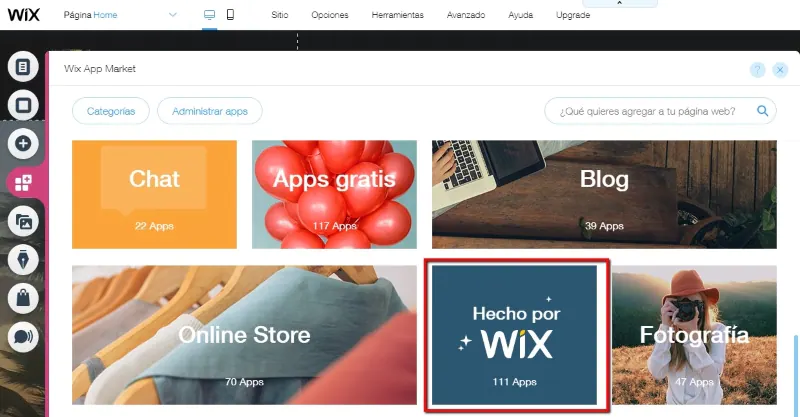 WiX
Página Home
Sitio
Opciones
Herramientas
Avanzado
Ayuda
Upgrade
Wix App Market
?
Categorías
Administrar apps
¿Qué quieres agregar a tu página web?
Chat
22 Apps
Apps gratis
117 Apps
Blog
39 Apps
Online Store
70 Apps
Hecho por
WiX
111 Apps
Fotografía
47 Apps